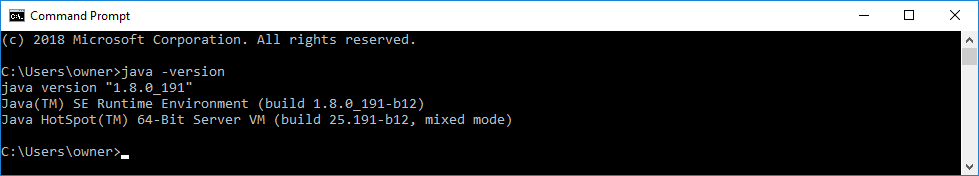 Command Prompt
(c) 2018 Microsoft Corporation. All rights reserved.
C:\Users\owner>java -version
java version "1.8.0_191"
Java(TM) SE Runtime Environment (build 1.8.0_191-b12)
Java HotSpot(TM) 64-Bit Server VM (build 25.191-b12, mixed mode)
C:\Users\owner>